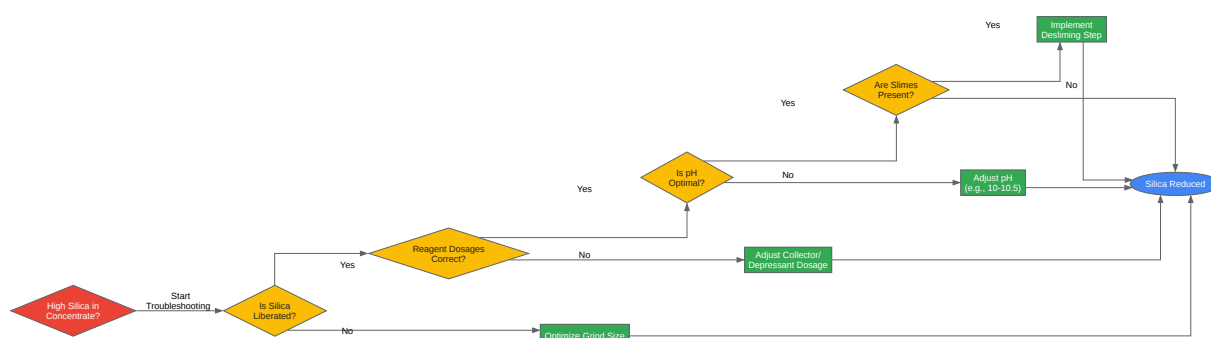 Yes
Implement
Desliming Step
Are Slimes
Present?
No
Yes
Is pH
Optimal?
No
Adjust pH
(e.g., 10-10.5)
Silica Reduced
Yes
Reagent Dosages
Correct?
No
Adjust Collector/
Depressant Dosage
Yes
Start
Troubleshooting
High Silica in
Concentrate?
Is Silica
Liberated?
No
Optimize Grind Size